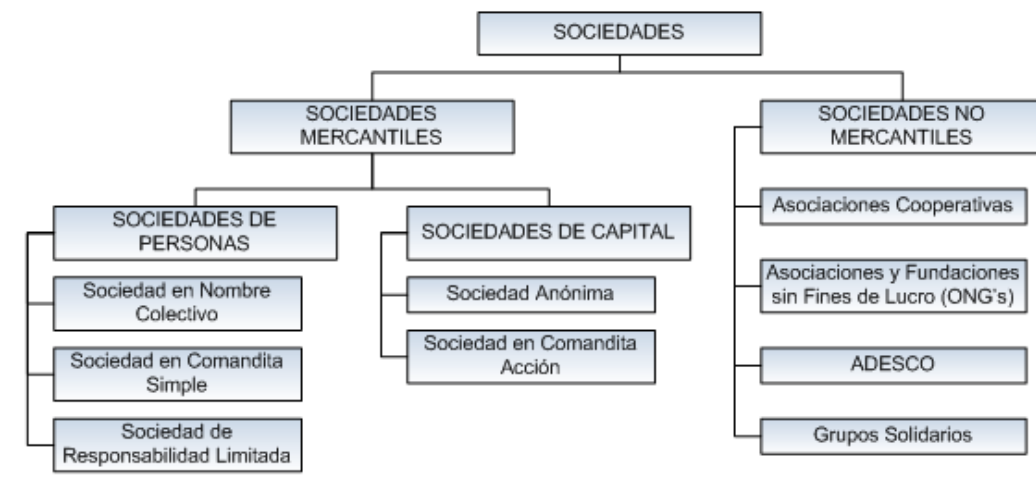 SOCIEDADES
SOCIEDADES
MERCANTILES
SOCIEDADES NO
MERCANTILES
SOCIEDADES DE
PERSONAS
Sociedad en Nombre
Colectivo
Sociedad en Comandita
Simple
Sociedad de
Responsabilidad Limitada
SOCIEDADES DE CAPITAL
Sociedad Anónima
Sociedad en Comandita
Acción
Asociaciones Cooperativas
Asociaciones y Fundaciones
sin Fines de Lucro (ONG's)
ADESCO
Grupos Solidarios